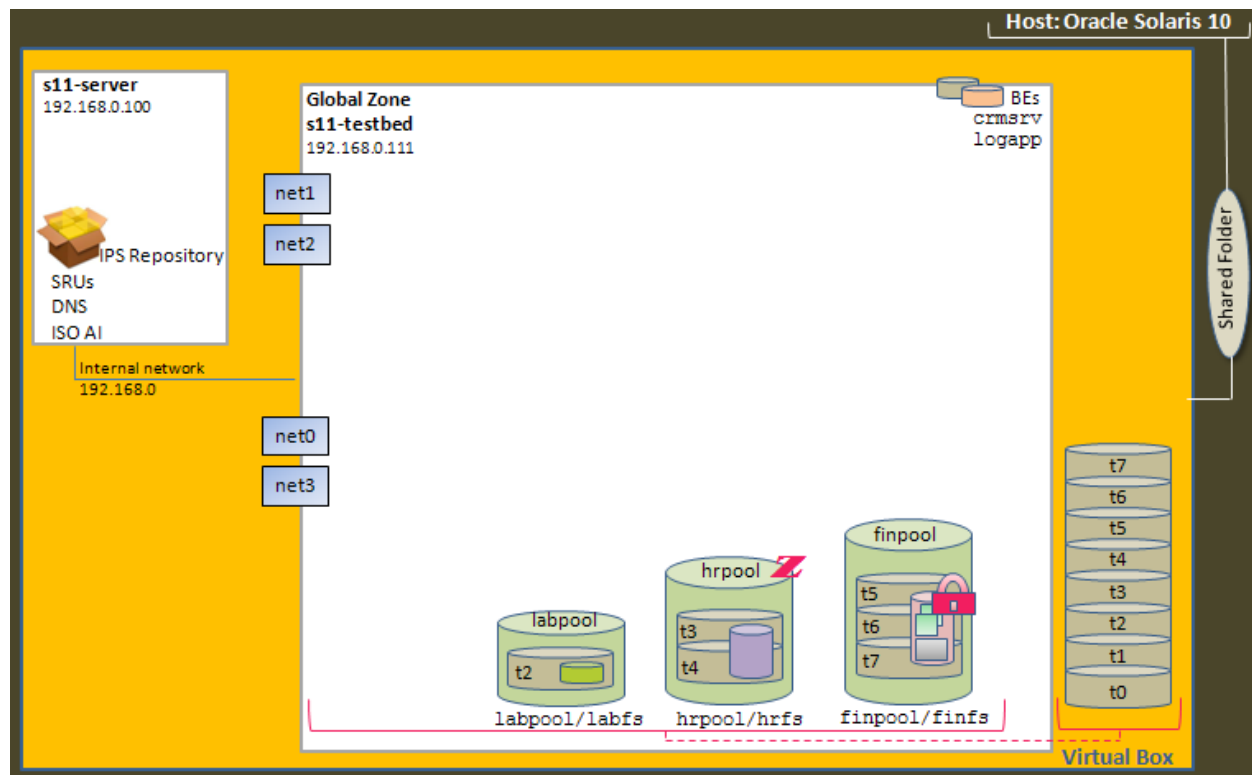 Host: Oracle Solaris 10
s11-server
192.168.0.100
IPS Repository
SRUs
DNS
ISO AI
Internal network
192.168.0
Global Zone
s11-testbed
192.168.0.111
BEs
crmsrv
logapp
net1
net2
net0
net3
labpool
t2
labpool/labfs
hrpool
Z
t3
t4
hrpool/hrfs
finpool
t5
t6
t7
finpool/finfs
Shared Folder
t7
t6
t5
t4
t3
t2
t1
t0
Virtual Box